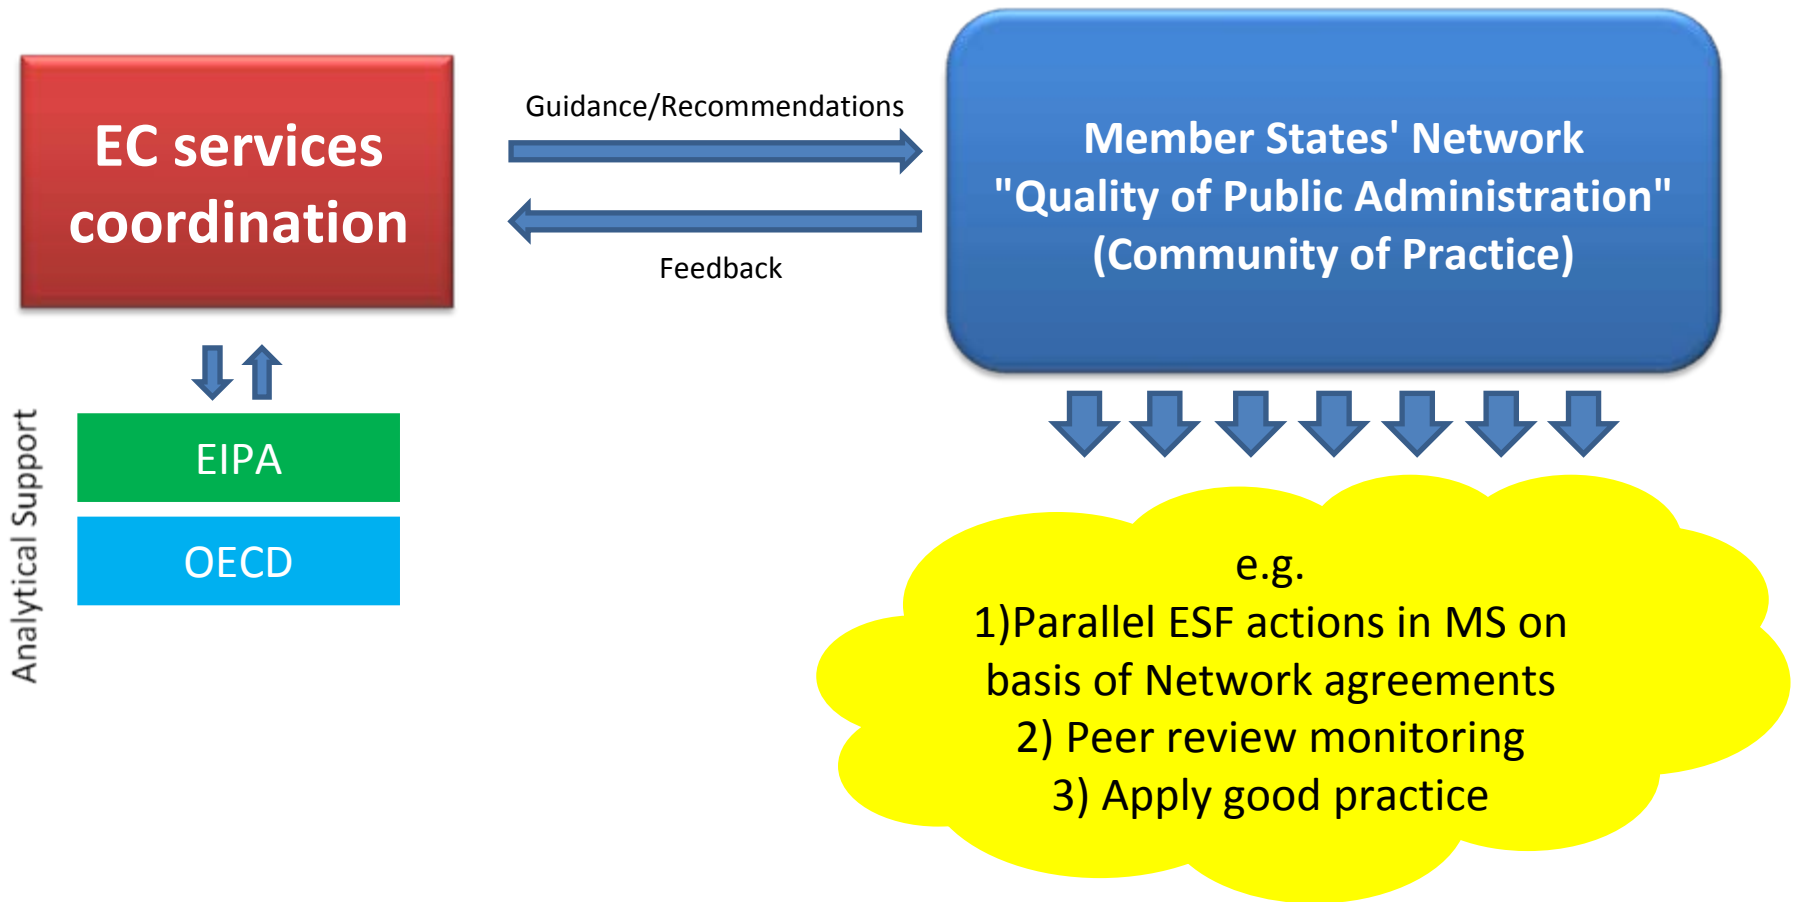 EC services
coordination
Guidance/Recommendations
Feedback
Member States' Network
"Quality of Public Administration"
(Community of Practice)
Analytical Support
EIPA
OECD
e.g.
1)Parallel ESF actions in MS on
basis of Network agreements
2) Peer review monitoring
3) Apply good practice